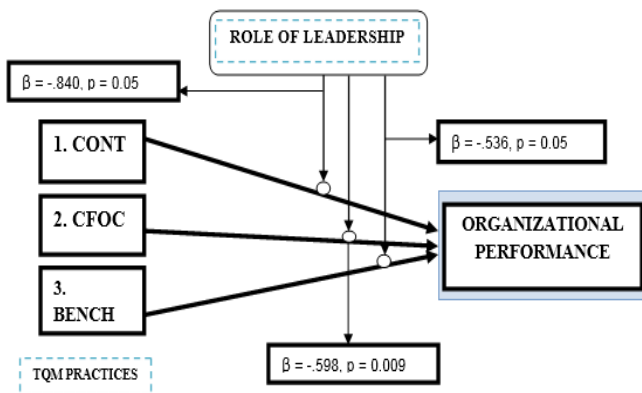 ROLE OF LEADERSHIP
β = -.840, p = 0.05
1. CONT
β = -.536, p = 0.05
2. CFOC
ORGANIZATIONAL
PERFORMANCE
3.
BENCH
β = -.598, p = 0.009
TQM PRACTICES